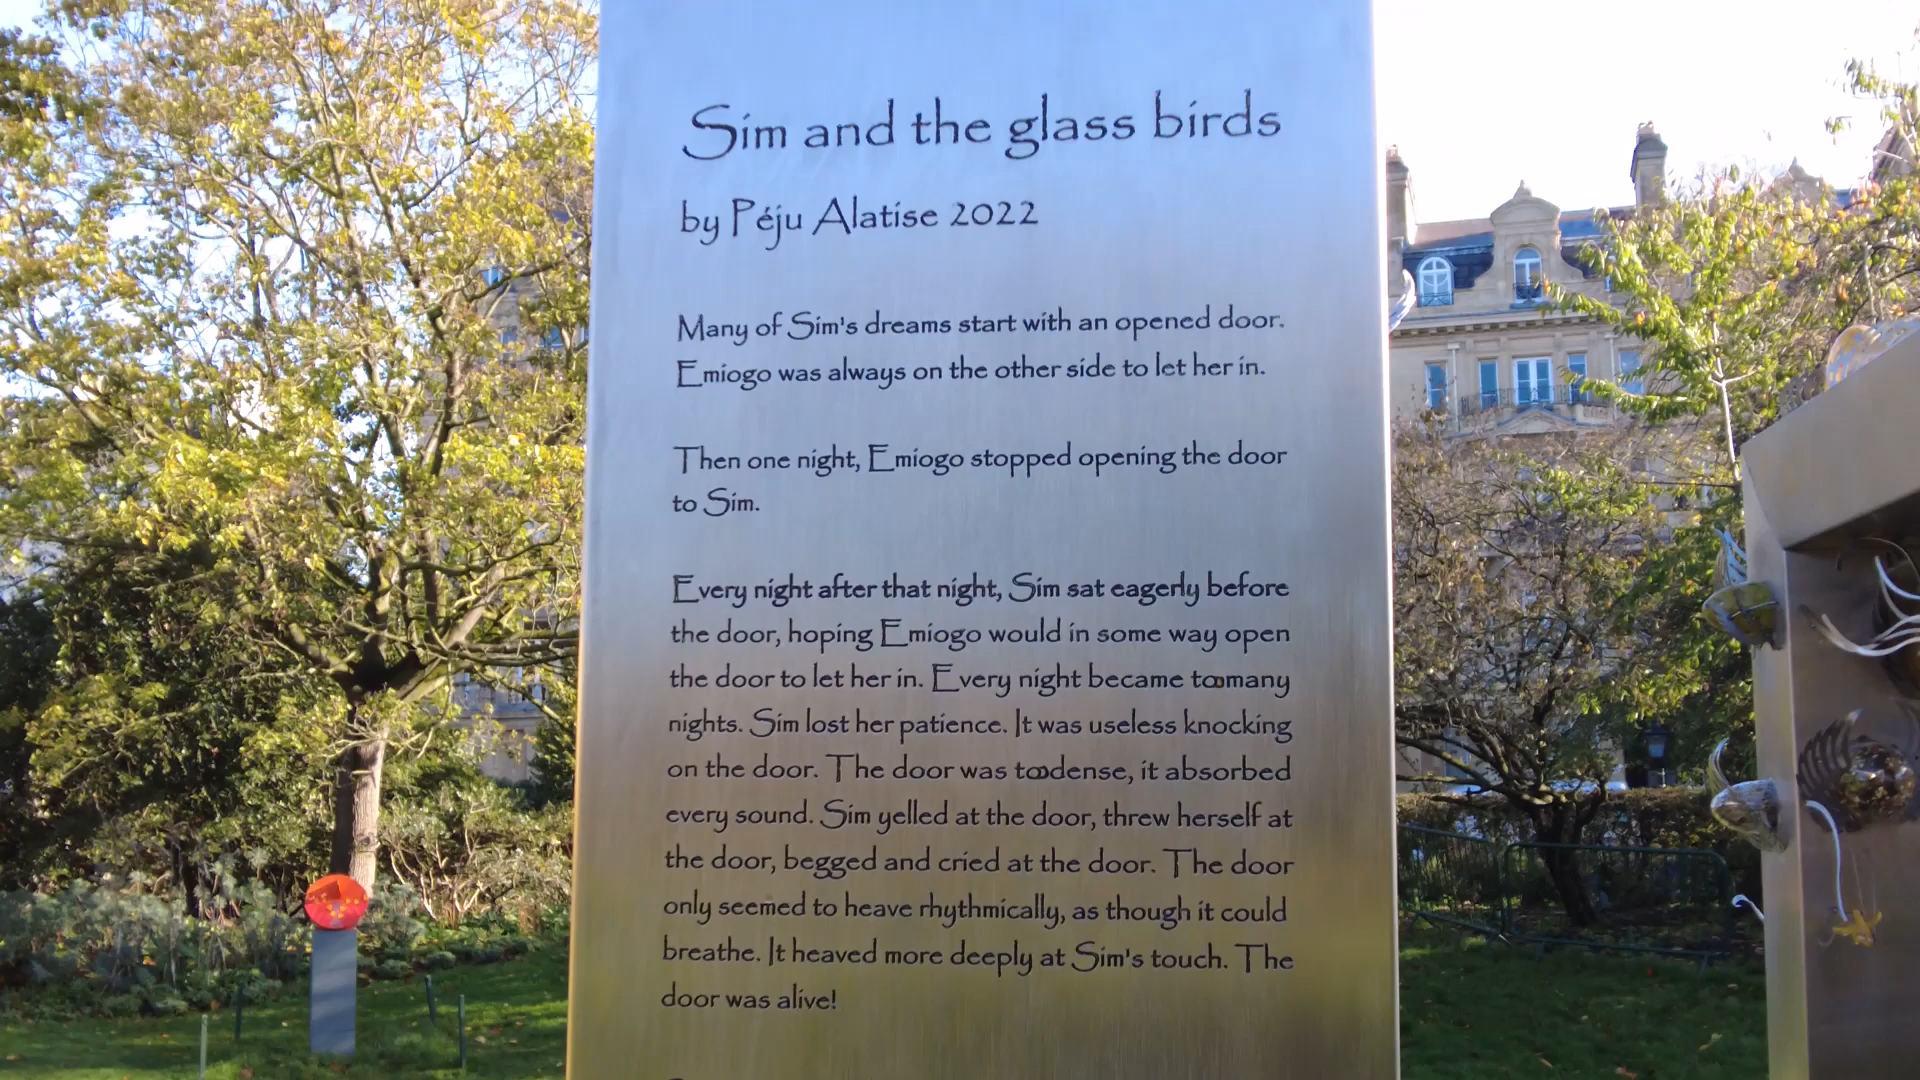 Sim and the glass birds
by Péju Alatise 2022
Many of Sim's dreams start with an opened door.
Emiogo was always on the other side to let her in.
Then one night, Emiogo stopped opening the door
to Sim.
Every night after that night, Sim sat eagerly before
the door, hoping Emiogo would in some way open
the door to let her in. Every night became toomany
nights. Sim lost her patience. It was useless knocking
on the door. The door was toodense, it absorbed
every sound. Sim yelled at the door, threw herself at
the door, begged and cried at the door. The door
only seemed to heave rhythmically, as though it could
breathe. It heaved more deeply at Sim's touch. The
door was alive!